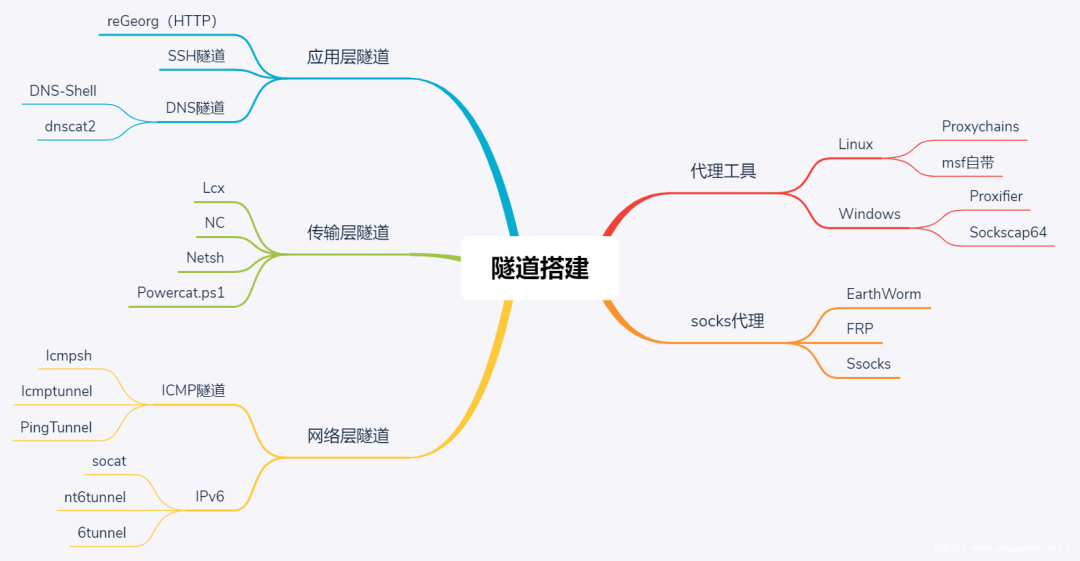 隧道搭建
应用层隧道
reGeorg（HTTP）
SSH隧道
DNS隧道
DNS-Shell
dnscat2
传输层隧道
Lcx
NC
Netsh
Powercat.ps1
网络层隧道
ICMP隧道
Icmpsh
Icmptunnel
PingTunnel
IPv6
socat
nt6tunnel
6tunnel
代理工具
Linux
Proxychains
msf自带
Windows
Proxifier
Sockscap64
socks代理
EarthWorm
FRP
Ssocks